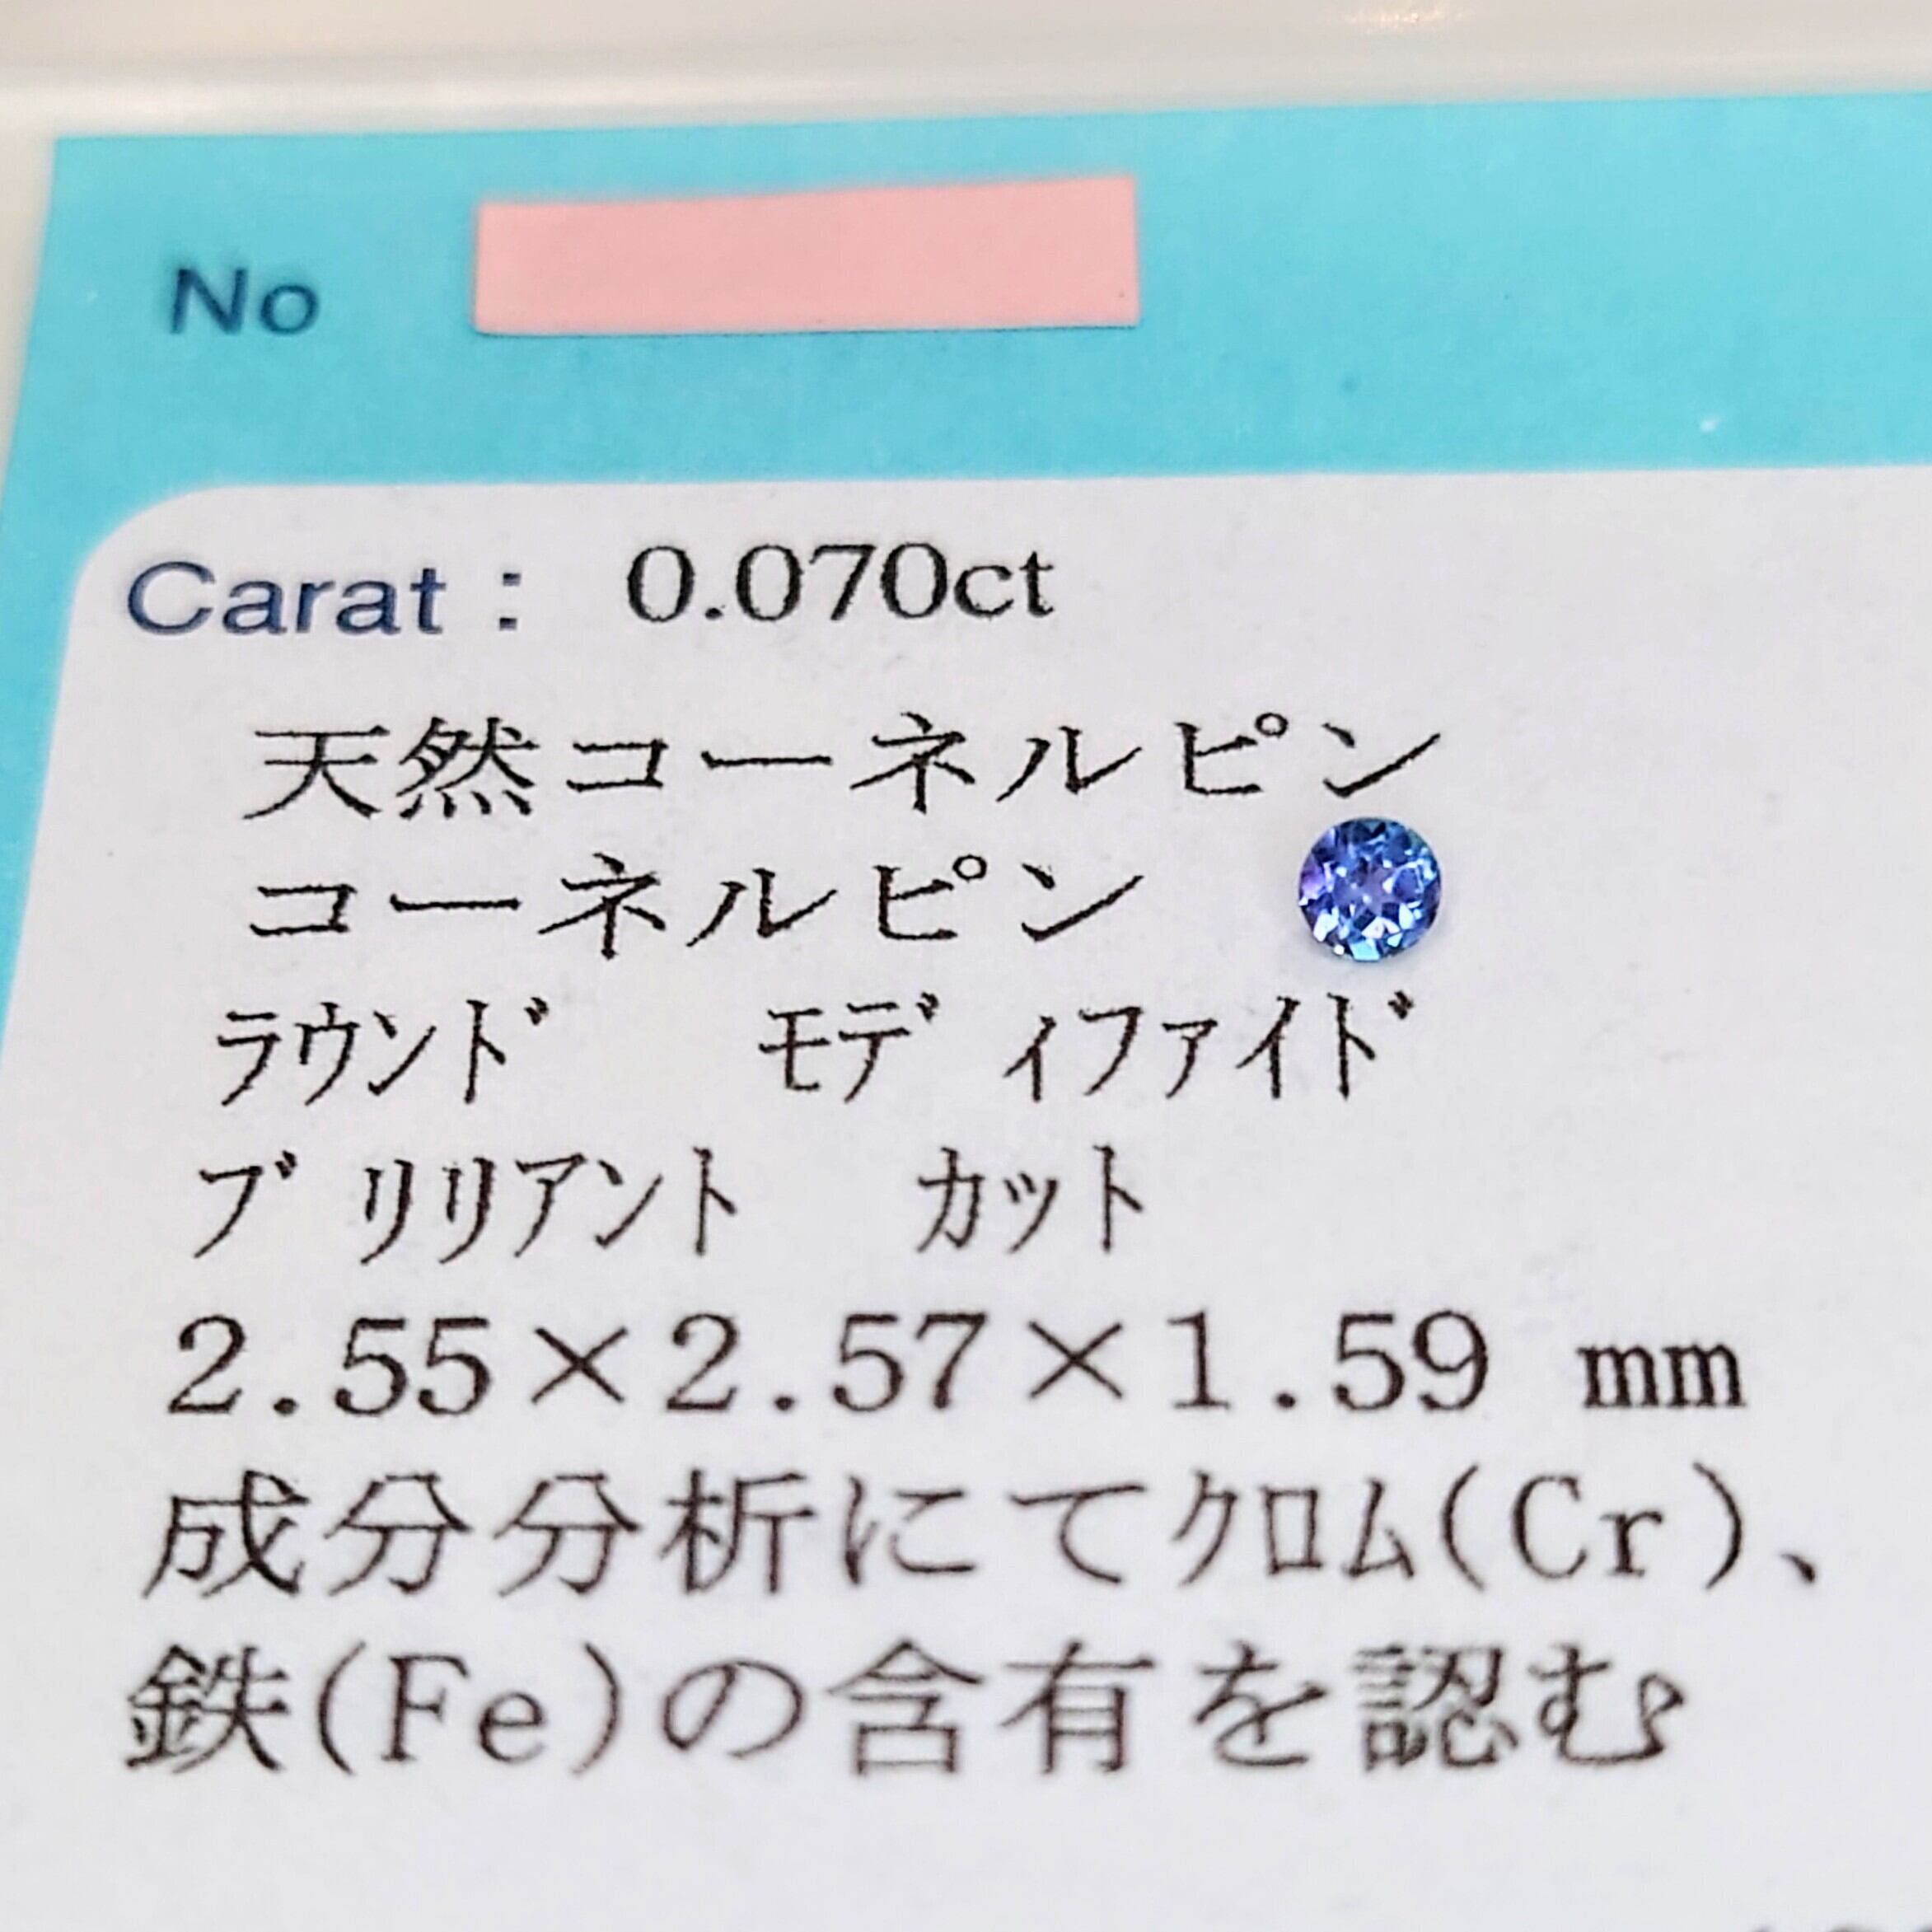 No
Carat : 0.070ct
天然コーネルピン
コーネルピン
ﾗｳﾝﾄﾞ ﾓﾃﾞｨﾌｧｲﾄﾞ
ﾌﾞﾘﾘｱﾝﾄ ｶｯﾄ
2.55×2.57×1.59 mm
成分分析にてｸﾛﾑ(Cr)、
鉄(Fe)の含有を認む